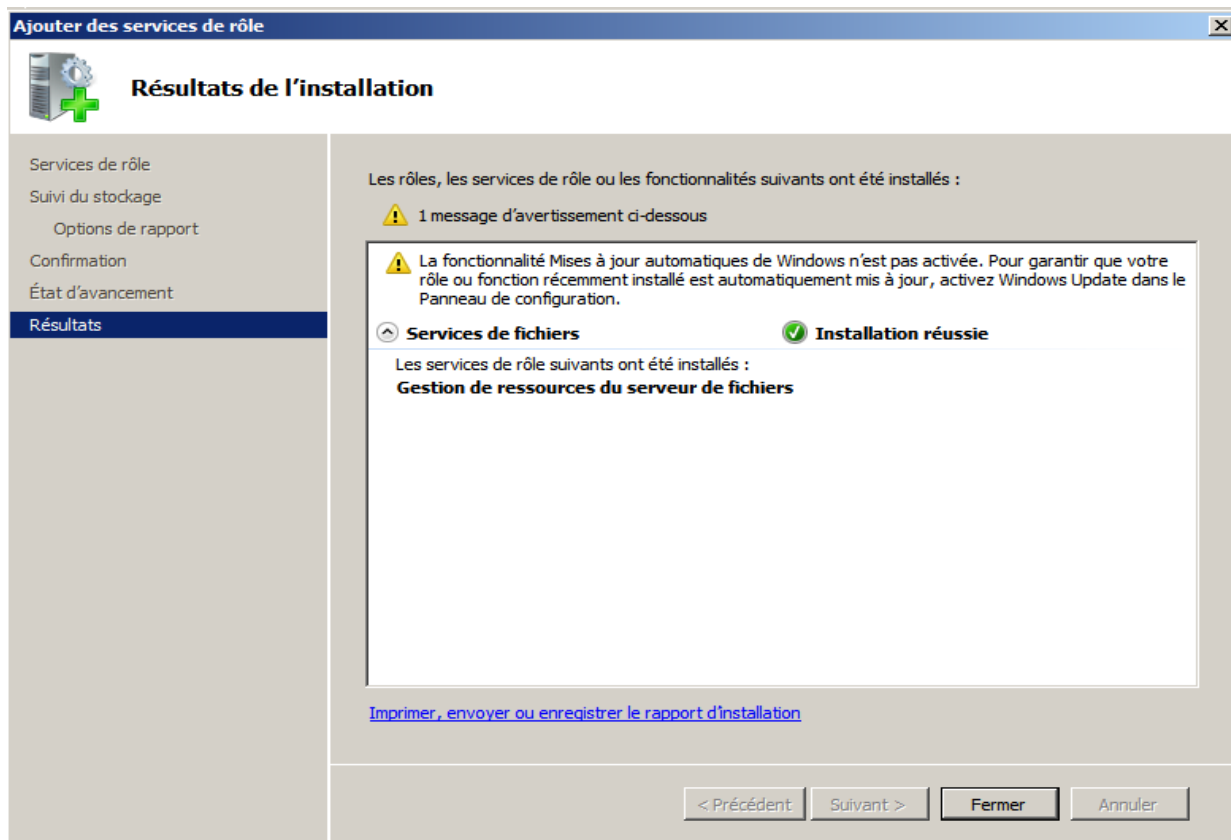 Ajouter des services de rôle
Résultats de l'installation
Services de rôle
Suivi du stockage
Options de rapport
Confirmation
État d'avancement
Résultats
Les rôles, les services de rôle ou les fonctionnalités suivants ont été installés :
1 message d'avertissement ci-dessous
La fonctionnalité Mises à jour automatiques de Windows n'est pas activée. Pour garantir que votre
rôle ou fonction récemment installé est automatiquement mis à jour, activez Windows Update dans le
Panneau de configuration.
Services de fichiers Installation réussie
Les services de rôle suivants ont été installés :
Gestion de ressources du serveur de fichiers
Imprimer, envoyer ou enregistrer le rapport d'installation
< Précédent Suivant > Fermer Annuler